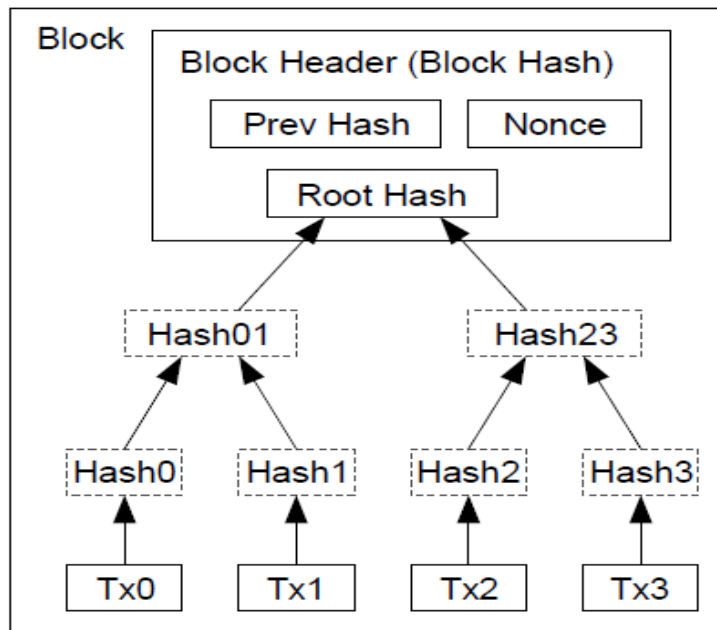 Block
Block Header (Block Hash)
Prev Hash Nonce
Root Hash
Hash01 Hash23
Hash0 Hash1 Hash2 Hash3
Tx0 Tx1 Tx2 Tx3